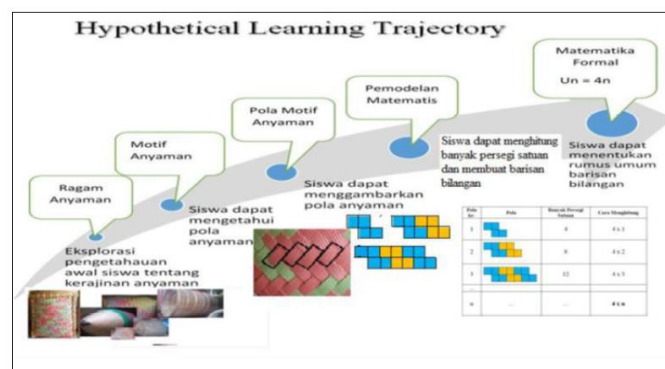 Hypothetical Learning Trajectory
Ragam
Anyaman
Eksplorasi
pengetahuan
awal siswa tentang
kerajinan anyaman
Motif
Anyaman
Siswa dapat
mengetahui
pola
anyaman
Pola Motif
Anyaman
Siswa dapat
menggambarkan
pola anyaman
Pemodelan
Matematis
Siswa dapat menghitung
banyak persegi satuan
dan membuat barisan
bilangan
Matematika
Formal
Un = 4n
Siswa dapat
menentukan
rumus umum
barisan
bilangan
Pola ke Pola Banyak Persegi Satuan Cara Menghitung
1 4 4 x 1
2 8 4 x 2
3 12 4 x 3
... ... ...
n ... ... 4 x n